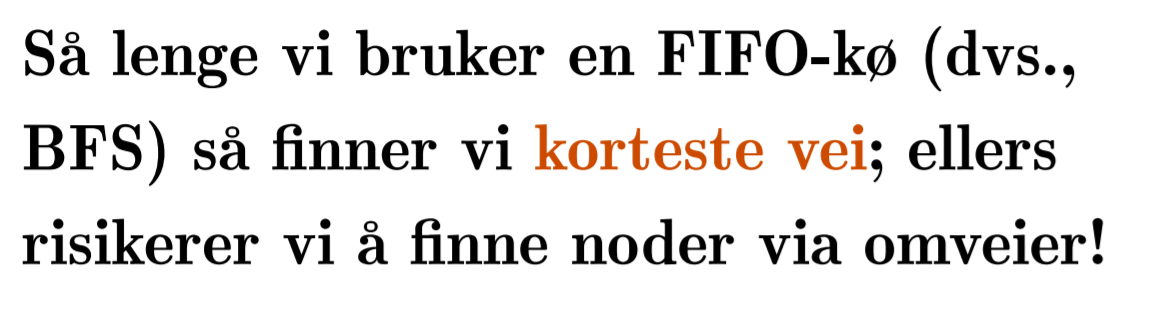 Så lenge vi bruker en FIFO-kø (dvs.,
BFS) så finner vi korteste vei; ellers
risikerer vi å finne noder via omveier!